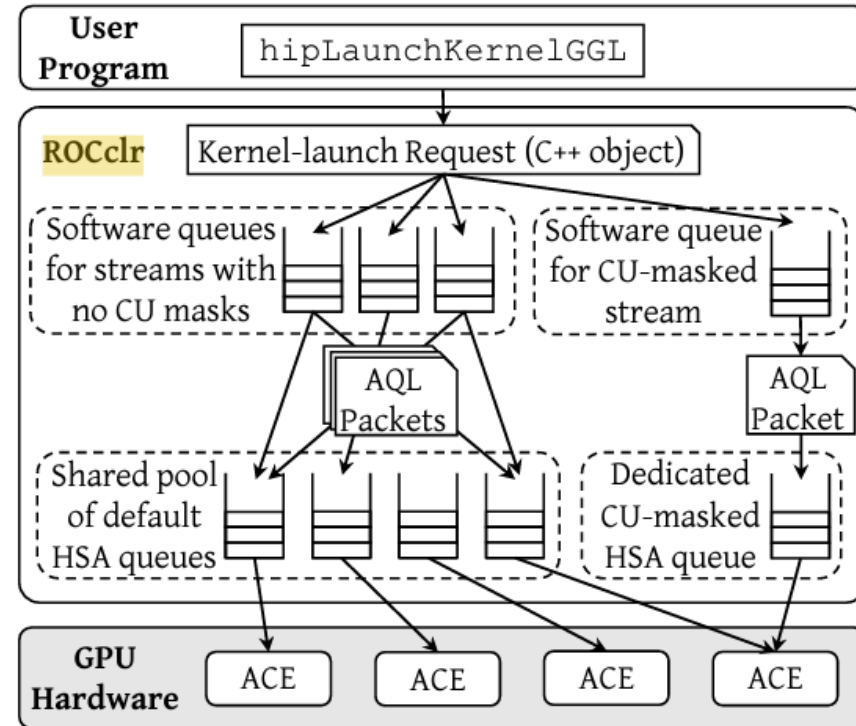 User
Program
hipLaunchKernelGGL
ROCclr
Kernel-launch Request (C++ object)
Software queues
for streams with
no CU masks
Software queue
for CU-masked
stream
AQL
Packets
AQL
Packet
Shared pool
of default
HSA queues
Dedicated
CU-masked
HSA queue
GPU
Hardware
ACE
ACE
ACE
ACE